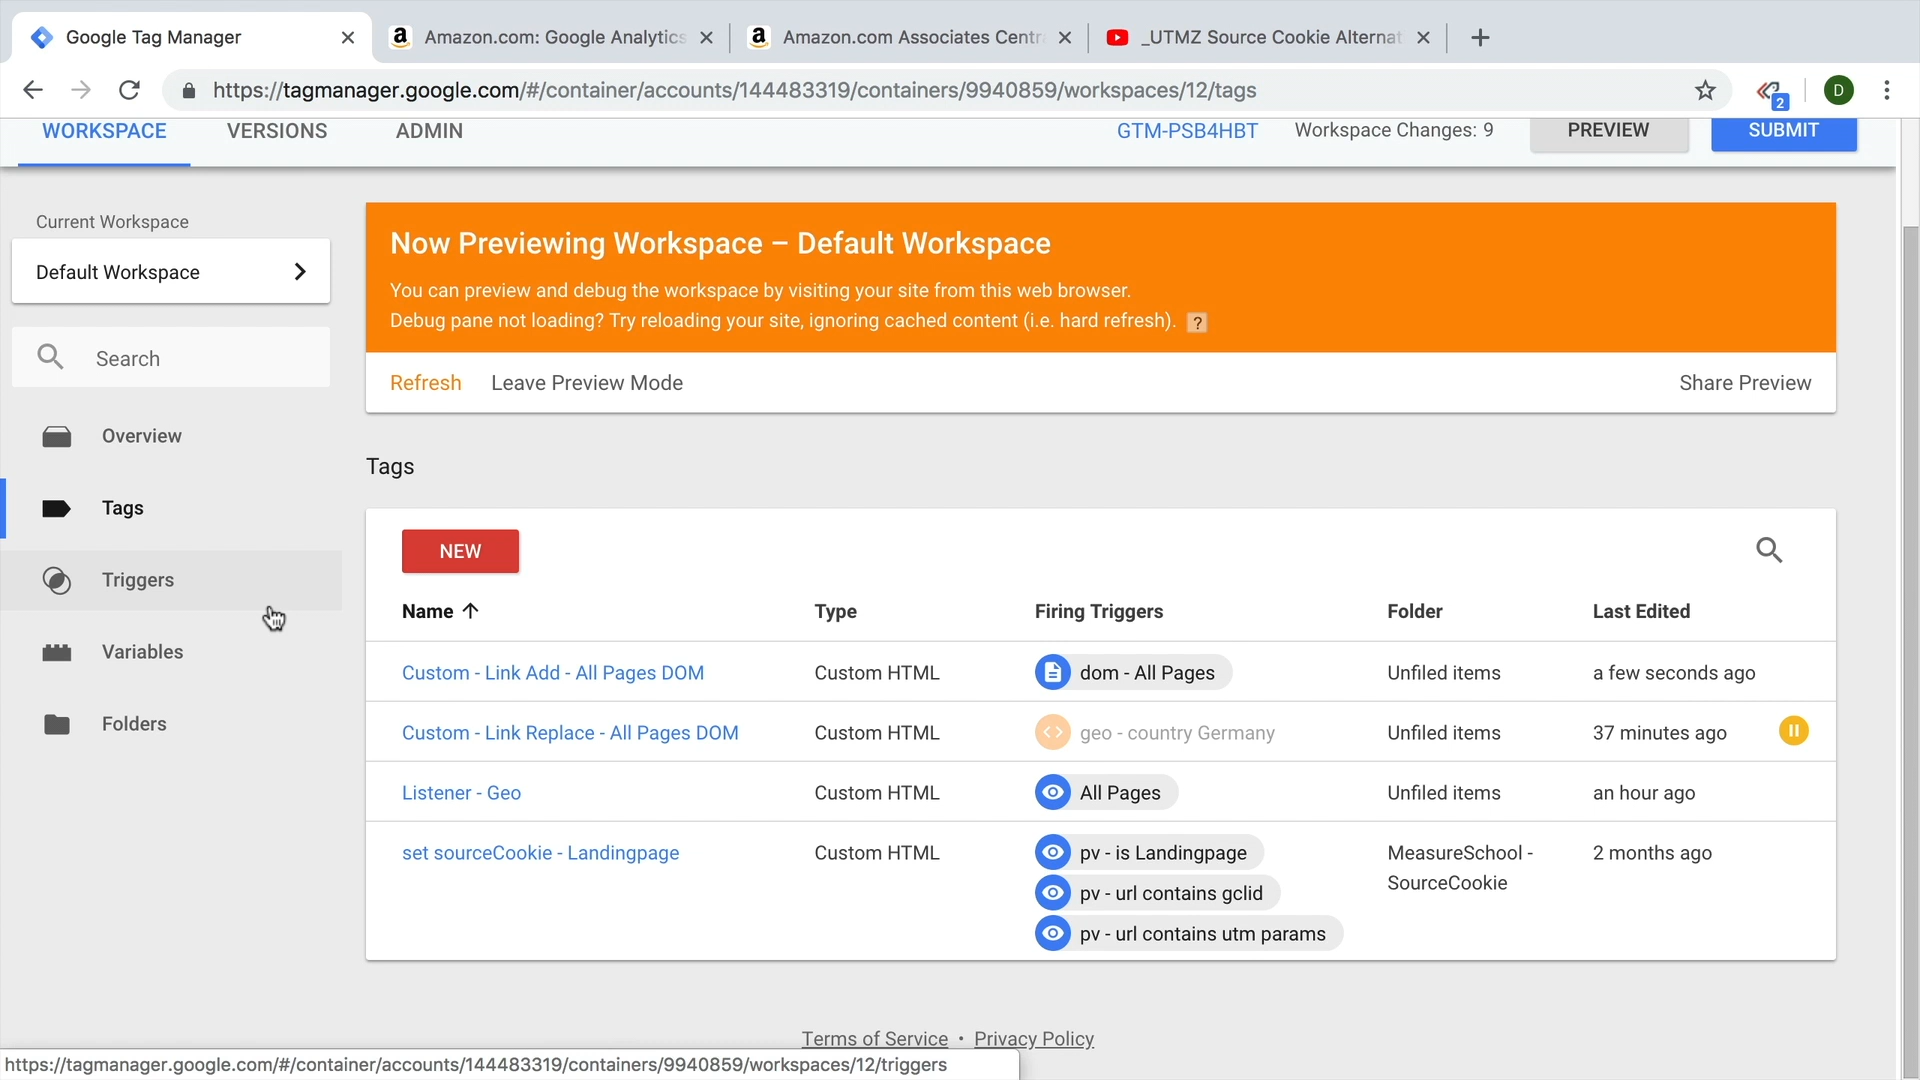 Google Tag Manager
Amazon.com: Google Analytics
Amazon.com Associates Centr
_UTMZ Source Cookie Alternat
https://tagmanager.google.com/#/container/accounts/144483319/containers/9940859/workspaces/12/tags
2
D
WORKSPACE VERSIONS ADMIN GTM-PSB4HBT Workspace Changes: 9 PREVIEW SUBMIT
Current Workspace
Default Workspace
Search
Overview
Tags
Triggers
Variables
Folders
Now Previewing Workspace – Default Workspace
You can preview and debug the workspace by visiting your site from this web browser.
Debug pane not loading? Try reloading your site, ignoring cached content (i.e. hard refresh). ?
Refresh Leave Preview Mode Share Preview
Tags
NEW
Name Type Firing Triggers Folder Last Edited
Custom - Link Add - All Pages DOM Custom HTML dom - All Pages Unfiled items a few seconds ago
Custom - Link Replace - All Pages DOM Custom HTML geo - country Germany Unfiled items 37 minutes ago
Listener - Geo Custom HTML All Pages Unfiled items an hour ago
set sourceCookie - Landingpage Custom HTML pv - is Landingpage MeasureSchool - 2 months ago
SourceCookie
pv - url contains gclid
pv - url contains utm params
Terms of Service • Privacy Policy
https://tagmanager.google.com/#/container/accounts/144483319/containers/9940859/workspaces/12/triggers